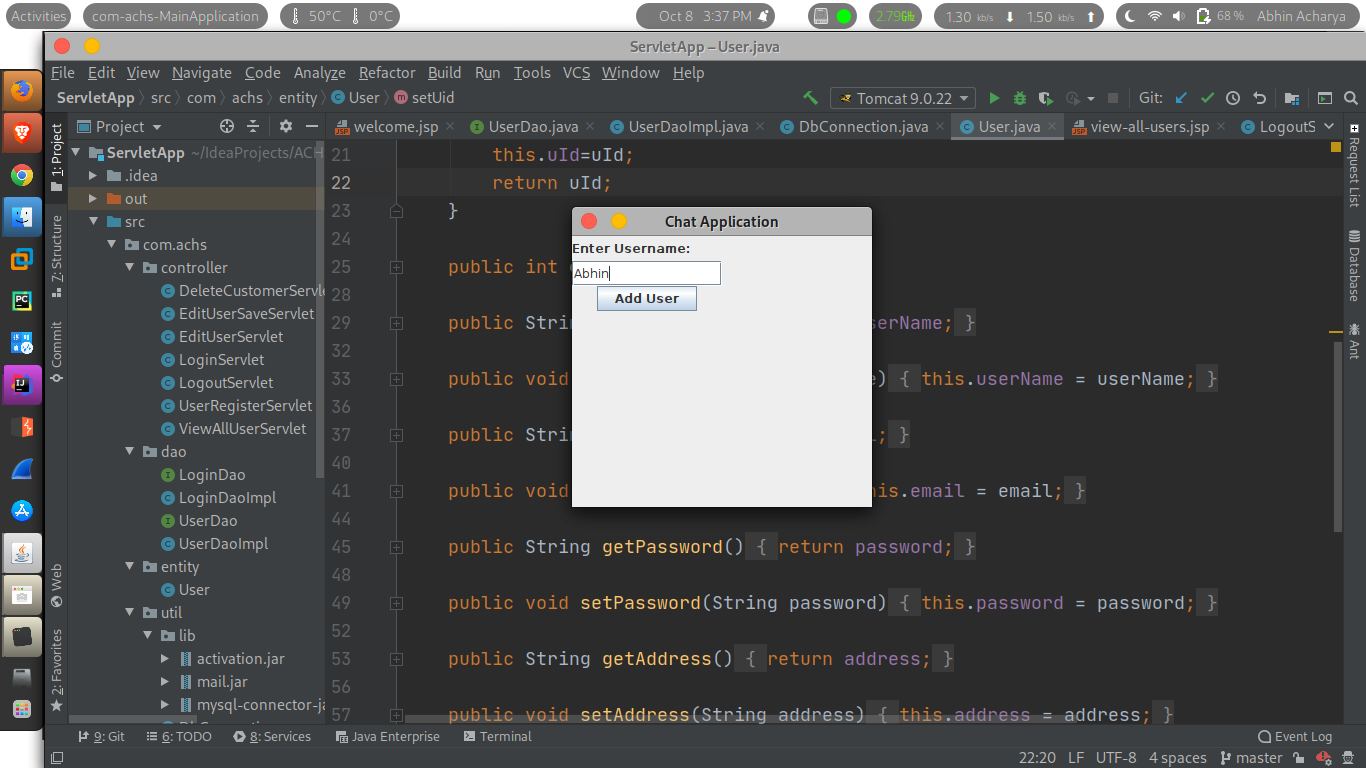 Activities com-achs-MainApplication 50°C 0°C Oct 8 3:37 PM 2.79GHz 1.30 kb/s 1.50 kb/s 68 % Abhin Acharya
ServletApp – User.java
File Edit View Navigate Code Analyze Refactor Build Run Tools VCS Window Help
ServletApp src com achs entity User setUid Tomcat 9.0.22 Git:
Project welcome.jsp UserDao.java UserDaoImpl.java DbConnection.java User.java view-all-users.jsp LogoutS
1: Project
7: Structure
Commit
Web
2: Favorites
ServletApp ~/IdeaProjects/ACH
.idea
out
src
com.achs
controller
DeleteCustomerServle
EditUserSaveServlet
EditUserServlet
LoginServlet
LogoutServlet
UserRegisterServlet
ViewAllUserServlet
dao
LoginDao
LoginDaoImpl
UserDao
UserDaoImpl
entity
User
util
lib
activation.jar
mail.jar
mysql-connector-ja
21 this.uId=uId;
22 return uId;
23 }
24
25 public int
28
29 public Strin serName; }
32
33 public void e) { this.userName = userName; }
36
37 public Strin l; }
40
41 public void his.email = email; }
44
45 public String getPassword() { return password; }
48
49 public void setPassword(String password) { this.password = password; }
52
53 public String getAddress() { return address; }
56
57 public void setAddress(String address) { this.address = address; }
Chat Application
Enter Username:
Abhin
Add User
Request List
Database
Ant
9: Git 6: TODO 8: Services Java Enterprise Terminal Event Log
22:20 LF UTF-8 4 spaces master